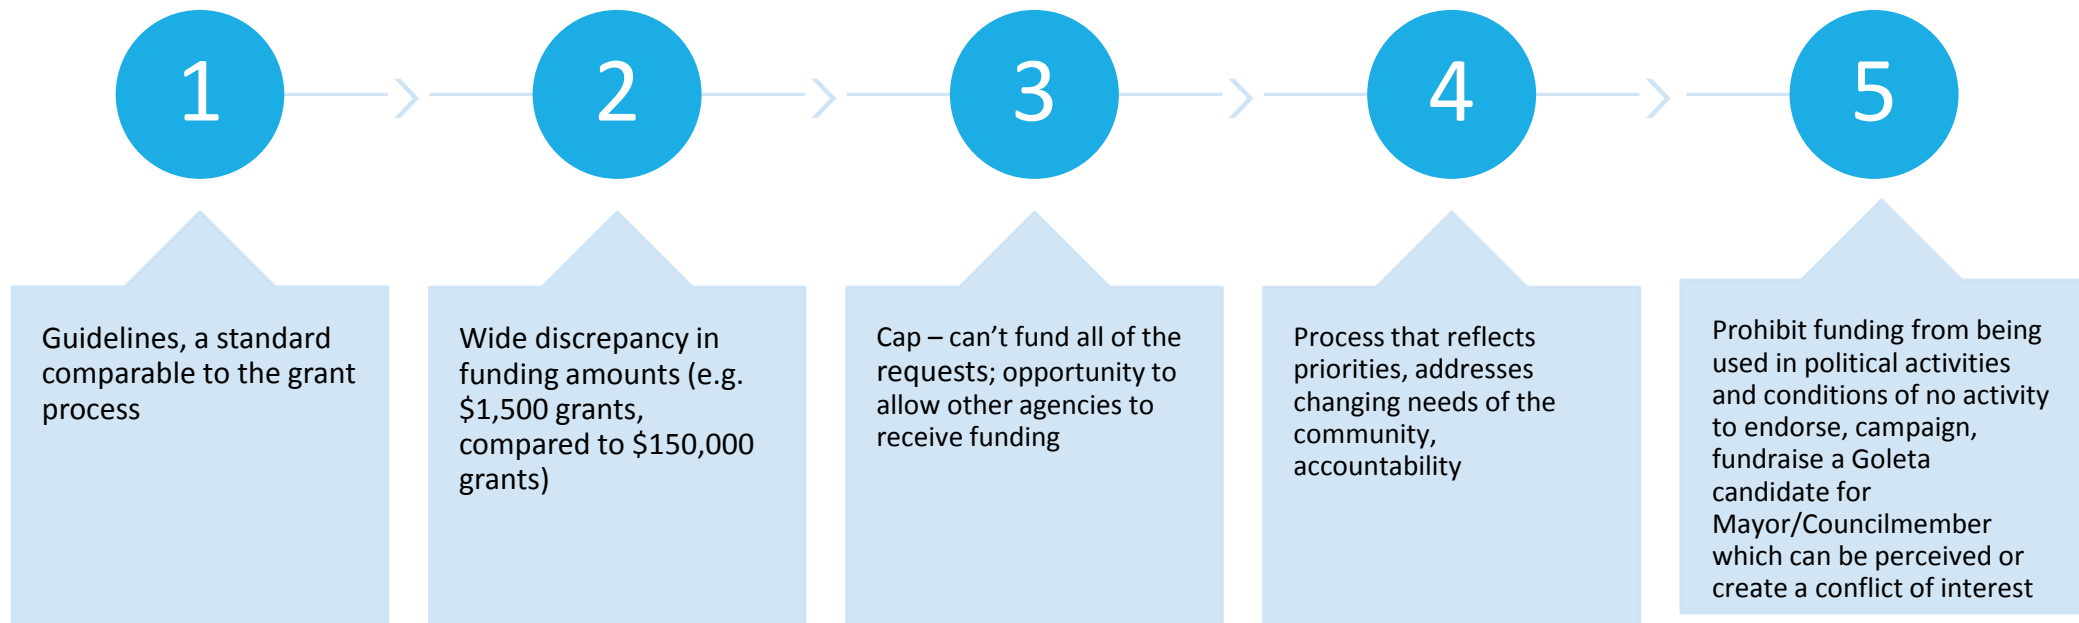 1
2
3
4
5
Guidelines, a standard
comparable to the grant
process
Wide discrepancy in
funding amounts (e.g.
$1,500 grants,
compared to $150,000
grants)
Cap – can’t fund all of the
requests; opportunity to
allow other agencies to
receive funding
Process that reflects
priorities, addresses
changing needs of the
community,
accountability
Prohibit funding from being
used in political activities
and conditions of no activity
to endorse, campaign,
fundraise a Goleta
candidate for
Mayor/Councilmember
which can be perceived or
create a conflict of interest